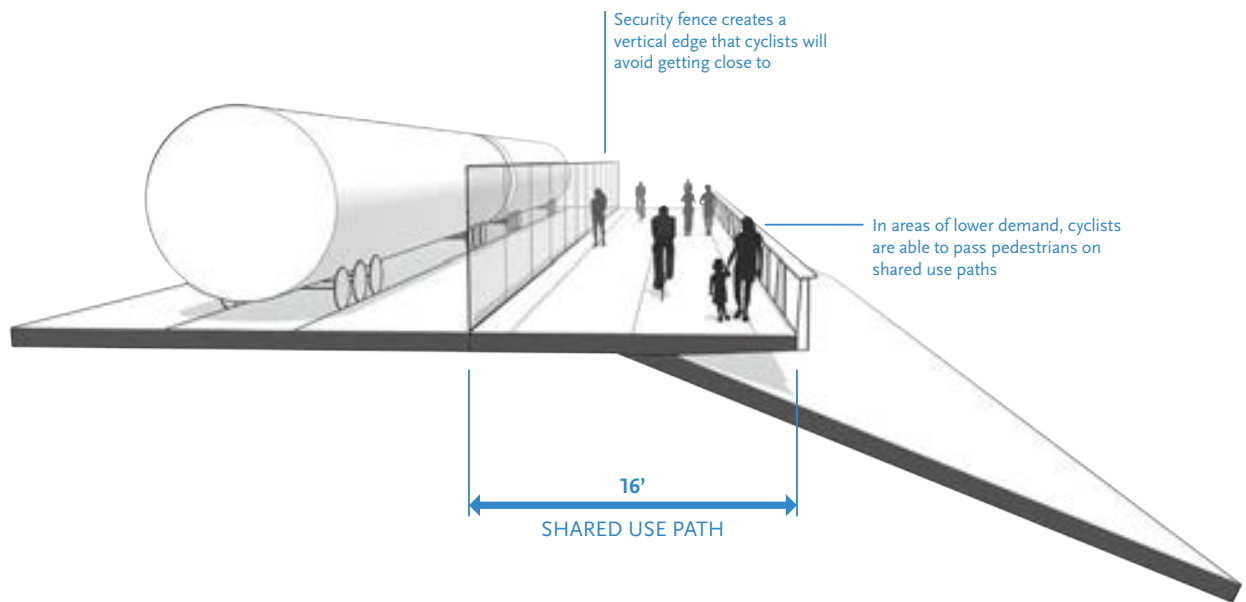 Security fence creates a
vertical edge that cyclists will
avoid getting close to
In areas of lower demand, cyclists
are able to pass pedestrians on
shared use paths
16’
SHARED USE PATH